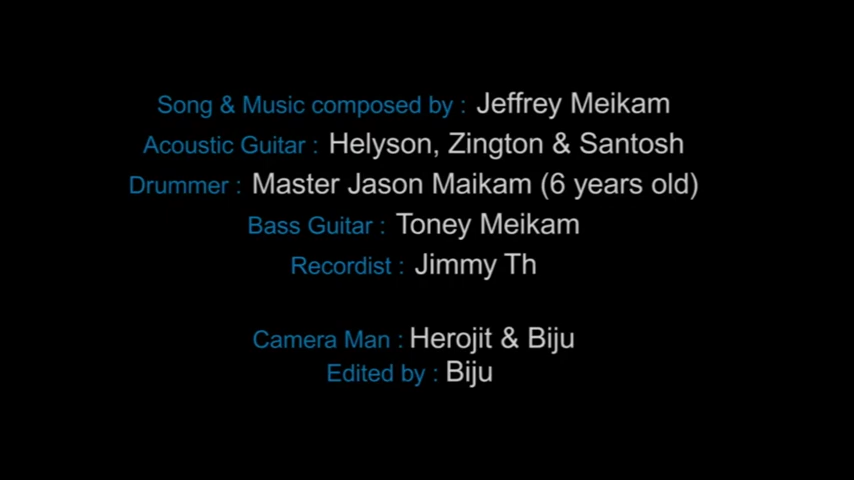 Song & Music composed by : Jeffrey Meikam
Acoustic Guitar : Helyson, Zington & Santosh
Drummer : Master Jason Maikam (6 years old)
Bass Guitar : Toney Meikam
Recordist : Jimmy Th
Camera Man : Herojit & Biju
Edited by : Biju